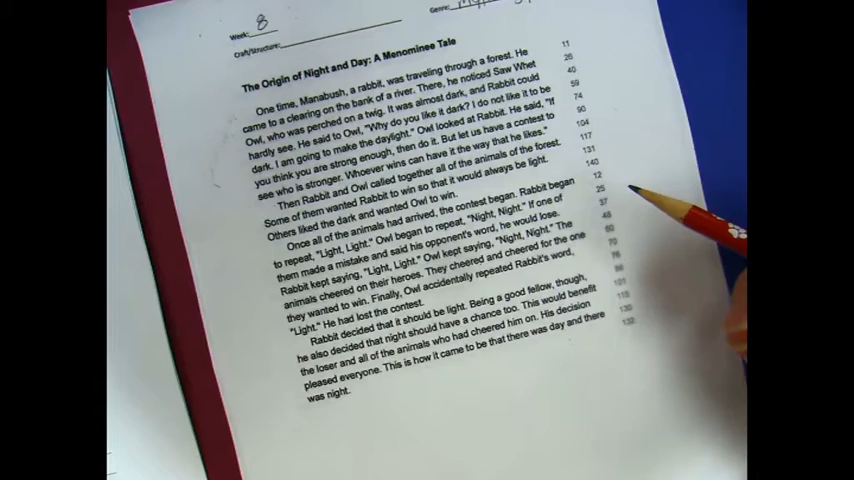 Week: 8
Genre:
Craft/Structure:
The Origin of Night and Day: A Menominee Tale
One time, Manabush, a rabbit, was traveling through a forest. He 11
came to a clearing on the bank of a river. There, he noticed Saw Whet 26
Owl, who was perched on a twig. It was almost dark, and Rabbit could 40
hardly see. He said to Owl, "Why do you like it dark? I do not like it to be 59
dark. I am going to make the daylight." Owl looked at Rabbit. He said, "If 74
you think you are strong enough, then do it. But let us have a contest to 90
see who is stronger. Whoever wins can have it the way that he likes." 104
Then Rabbit and Owl called together all of the animals of the forest. 117
Some of them wanted Rabbit to win so that it would always be light. 131
Others liked the dark and wanted Owl to win. 140
Once all of the animals had arrived, the contest began. Rabbit began 12
to repeat, "Light, Light." Owl began to repeat, "Night, Night." If one of 25
them made a mistake and said his opponent's word, he would lose. 37
Rabbit kept saying, "Light, Light." Owl kept saying, "Night, Night." The 48
animals cheered on their heroes. They cheered and cheered for the one 60
they wanted to win. Finally, Owl accidentally repeated Rabbit's word, 70
"Light." He had lost the contest. 76
Rabbit decided that it should be light. Being a good fellow, though, 88
he also decided that night should have a chance too. This would benefit 101
the loser and all of the animals who had cheered him on. His decision 115
pleased everyone. This is how it came to be that there was day and there 130
was night. 132